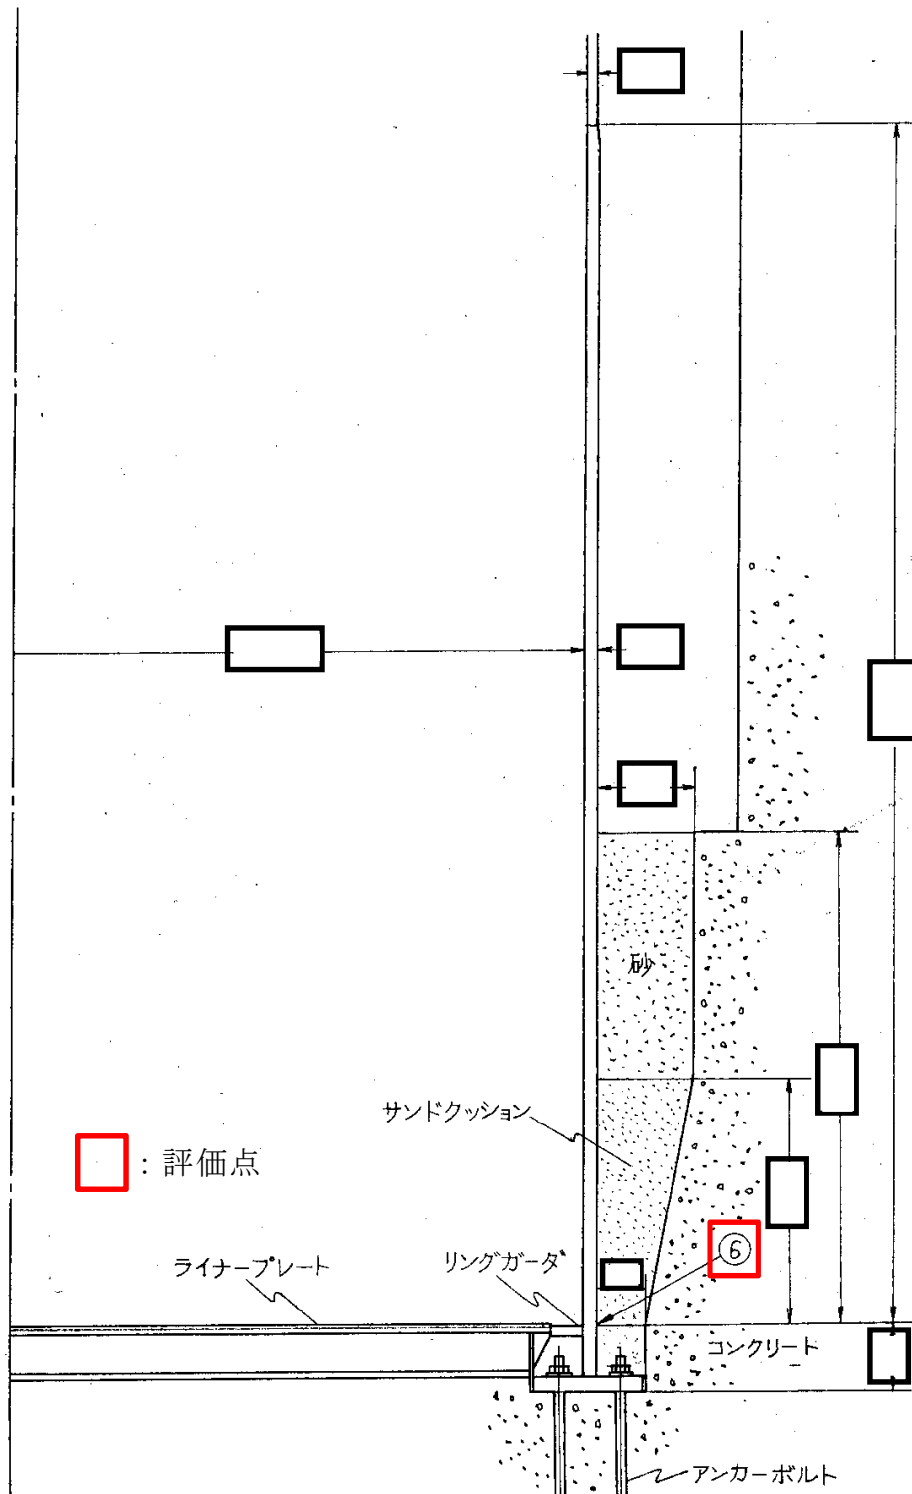 砂
サンドクッション
：評価点
⑥
ライナープレート
リングガーダ
コンクリート
アンカーボルト